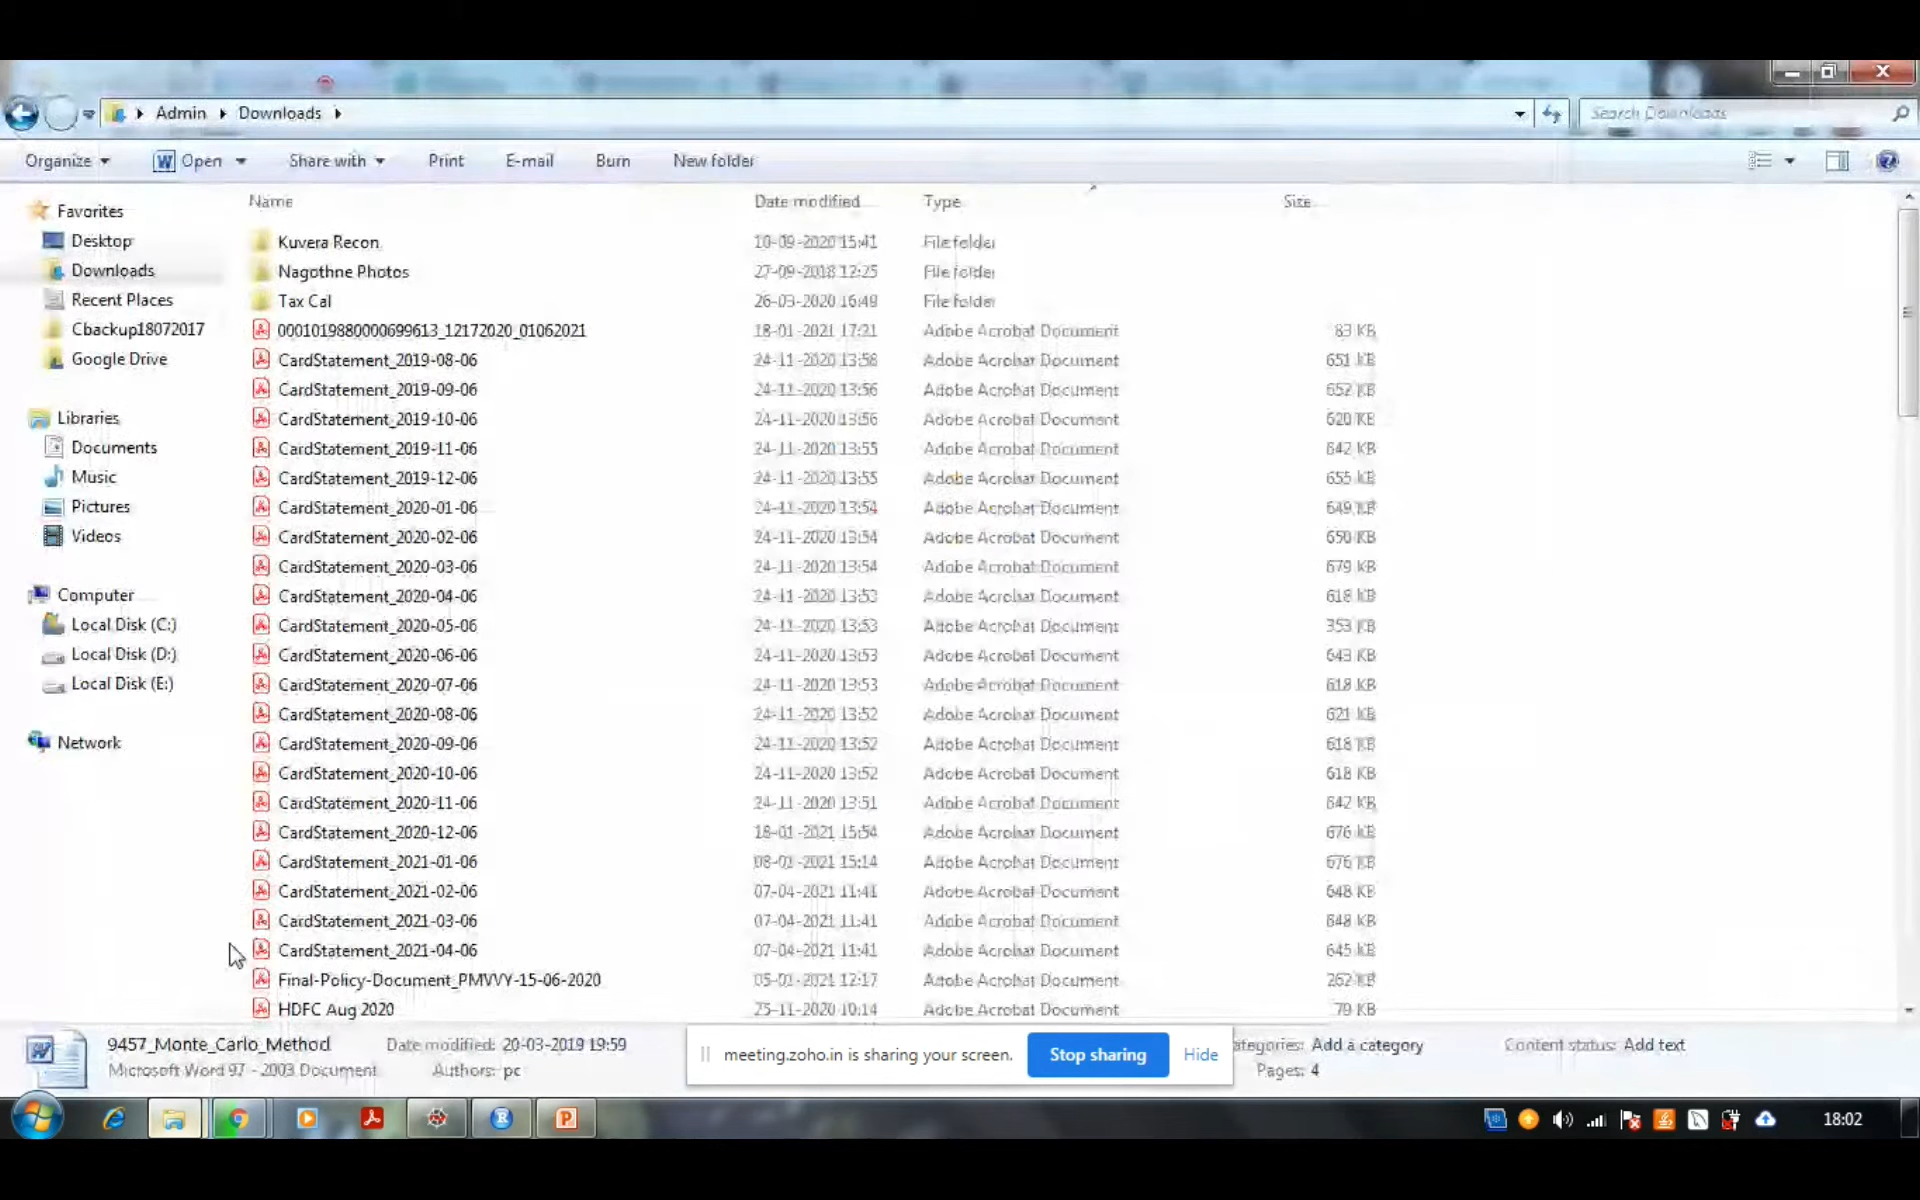 Admin Downloads
Search Downloads
Organize Open Share with Print E-mail Burn New folder
Name Date modified Type Size
Favorites
Desktop
Downloads
Recent Places
Cbackup18072017
Google Drive
Libraries
Documents
Music
Pictures
Videos
Computer
Local Disk (C:)
Local Disk (D:)
Local Disk (E:)
Network
Kuvera Recon 10-09-2020 15:41 File folder
Nagothne Photos 27-09-2018 12:25 File folder
Tax Cal 26-03-2020 16:48 File folder
0001019880000699613_12172020_01062021 18-01-2021 17:21 Adobe Acrobat Document 83 KB
CardStatement_2019-08-06 24-11-2020 13:58 Adobe Acrobat Document 651 KB
CardStatement_2019-09-06 24-11-2020 13:56 Adobe Acrobat Document 652 KB
CardStatement_2019-10-06 24-11-2020 13:56 Adobe Acrobat Document 620 KB
CardStatement_2019-11-06 24-11-2020 13:55 Adobe Acrobat Document 642 KB
CardStatement_2019-12-06 24-11-2020 13:55 Adobe Acrobat Document 655 KB
CardStatement_2020-01-06 24-11-2020 13:54 Adobe Acrobat Document 649 KB
CardStatement_2020-02-06 24-11-2020 13:54 Adobe Acrobat Document 650 KB
CardStatement_2020-03-06 24-11-2020 13:54 Adobe Acrobat Document 679 KB
CardStatement_2020-04-06 24-11-2020 13:53 Adobe Acrobat Document 618 KB
CardStatement_2020-05-06 24-11-2020 13:53 Adobe Acrobat Document 353 KB
CardStatement_2020-06-06 24-11-2020 13:53 Adobe Acrobat Document 643 KB
CardStatement_2020-07-06 24-11-2020 13:53 Adobe Acrobat Document 618 KB
CardStatement_2020-08-06 24-11-2020 13:52 Adobe Acrobat Document 621 KB
CardStatement_2020-09-06 24-11-2020 13:52 Adobe Acrobat Document 618 KB
CardStatement_2020-10-06 24-11-2020 13:52 Adobe Acrobat Document 618 KB
CardStatement_2020-11-06 24-11-2020 13:51 Adobe Acrobat Document 642 KB
CardStatement_2020-12-06 18-01-2021 15:54 Adobe Acrobat Document 676 KB
CardStatement_2021-01-06 15:14 Adobe Acrobat Document 676 KB
CardStatement_2021-02-06 07-04-2021 11:41 Adobe Acrobat Document 648 KB
CardStatement_2021-03-06 07-04-2021 11:41 Adobe Acrobat Document 648 KB
CardStatement_2021-04-06 07-04-2021 11:41 Adobe Acrobat Document 645 KB
Final-Policy-Document_PMVVY-15-06-2020 05-01-2021 12:17 Adobe Acrobat Document 262 KB
HDFC Aug 2020 25-11-2020 10:14 Adobe Acrobat Document 79 KB
9457_Monte_Carlo_Method Date modified: 20-03-2019 19:59
Microsoft Word 97 - 2003 Document Authors: pc
meeting.zoho.in is sharing your screen. Stop sharing Hide
ategories: Add a category Content status: Add text
Pages: 4
18:02